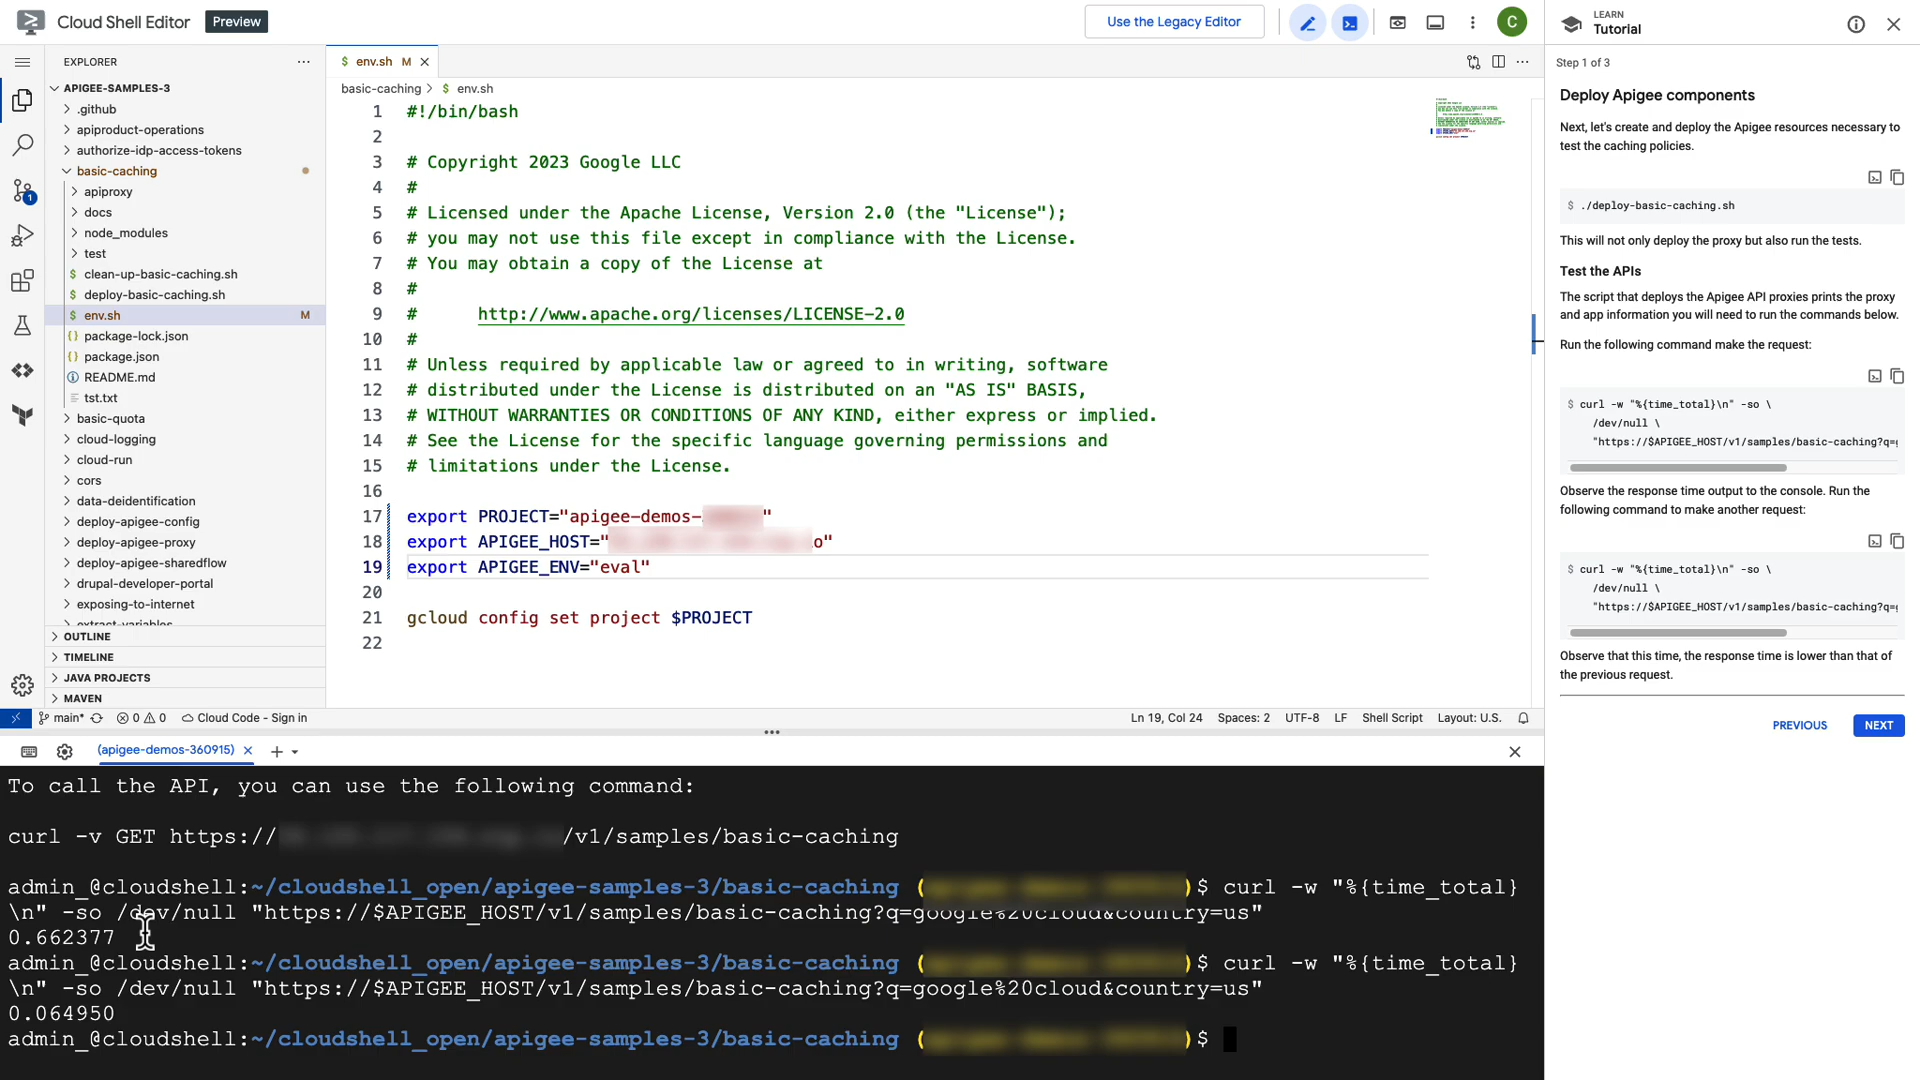 Cloud Shell Editor
Preview
Use the Legacy Editor
C
EXPLORER
APIGEE-SAMPLES-3
.github
apiproduct-operations
authorize-idp-access-tokens
basic-caching
apiproxy
docs
node_modules
test
$ clean-up-basic-caching.sh
$ deploy-basic-caching.sh
$ env.sh M
{} package-lock.json
{} package.json
README.md
tst.txt
basic-quota
cloud-logging
cloud-run
cors
data-deidentification
deploy-apigee-config
deploy-apigee-proxy
deploy-apigee-sharedflow
drupal-developer-portal
exposing-to-internet
extract-variables
OUTLINE
TIMELINE
JAVA PROJECTS
MAVEN
1
$ env.sh M
basic-caching > $ env.sh
1 #!/bin/bash
2
3 # Copyright 2023 Google LLC
4 #
5 # Licensed under the Apache License, Version 2.0 (the "License");
6 # you may not use this file except in compliance with the License.
7 # You may obtain a copy of the License at
8 #
9 # http://www.apache.org/licenses/LICENSE-2.0
10 #
11 # Unless required by applicable law or agreed to in writing, software
12 # distributed under the License is distributed on an "AS IS" BASIS,
13 # WITHOUT WARRANTIES OR CONDITIONS OF ANY KIND, either express or implied.
14 # See the License for the specific language governing permissions and
15 # limitations under the License.
16
17 export PROJECT="apigee-demos-"
18 export APIGEE_HOST="o"
19 export APIGEE_ENV="eval"
20
21 gcloud config set project $PROJECT
22
main* 0 0 Cloud Code - Sign in
Ln 19, Col 24 Spaces: 2 UTF-8 LF Shell Script Layout: U.S.
(apigee-demos-360915)
To call the API, you can use the following command:
curl -v GET https:///v1/samples/basic-caching
admin_@cloudshell:~/cloudshell_open/apigee-samples-3/basic-caching ()$ curl -w "%{time_total}
\n" -so /dev/null "https://$APIGEE_HOST/v1/samples/basic-caching?q=google%20cloud&country=us"
0.662377
admin_@cloudshell:~/cloudshell_open/apigee-samples-3/basic-caching ()$ curl -w "%{time_total}
\n" -so /dev/null "https://$APIGEE_HOST/v1/samples/basic-caching?q=google%20cloud&country=us"
0.064950
admin_@cloudshell:~/cloudshell_open/apigee-samples-3/basic-caching ()$
LEARN
Tutorial
Step 1 of 3
Deploy Apigee components
Next, let's create and deploy the Apigee resources necessary to
test the caching policies.
$ ./deploy-basic-caching.sh
This will not only deploy the proxy but also run the tests.
Test the APIs
The script that deploys the Apigee API proxies prints the proxy
and app information you will need to run the commands below.
Run the following command make the request:
$ curl -w "%{time_total}\n" -so \
/dev/null \
"https://$APIGEE_HOST/v1/samples/basic-caching?q=
Observe the response time output to the console. Run the
following command to make another request:
$ curl -w "%{time_total}\n" -so \
/dev/null \
"https://$APIGEE_HOST/v1/samples/basic-caching?q=
Observe that this time, the response time is lower than that of
the previous request.
PREVIOUS
NEXT